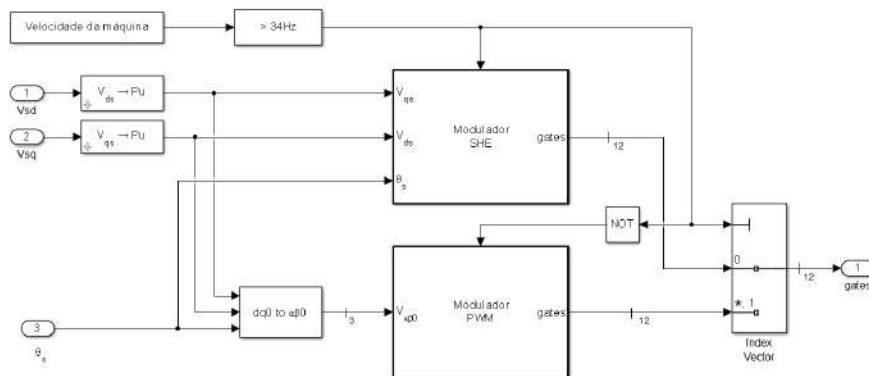 Velocidade da máquina
> 34Hz
1
Vsd
V_ds → Pu
2
Vsq
V_qs → Pu
V_qs
V_ds
θ_s
Modulador
SHE
gates
12
NOT
3
θ_s
dq0 to αβ0
3
V_αβ0
Modulador
PWM
gates
12
0
*, 1
Index
Vector
12
1
gates